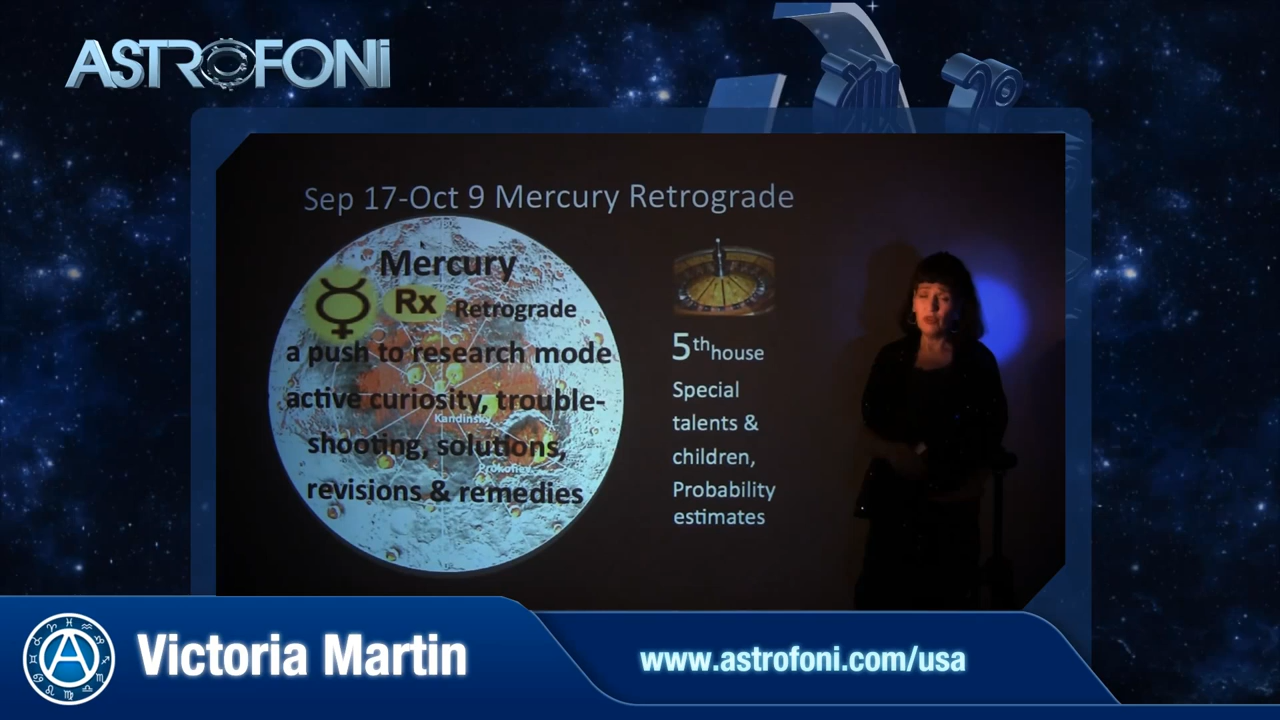 ASTROFONi
Sep 17-Oct 9 Mercury Retrograde
Mercury
Rx Retrograde
a push to research mode
active curiosity, trouble-
Kandinsky
shooting, solutions,
Prokofiev
revisions & remedies
5th house
Special
talents &
children,
Probability
estimates
A
Victoria Martin
www.astrofoni.com/usa